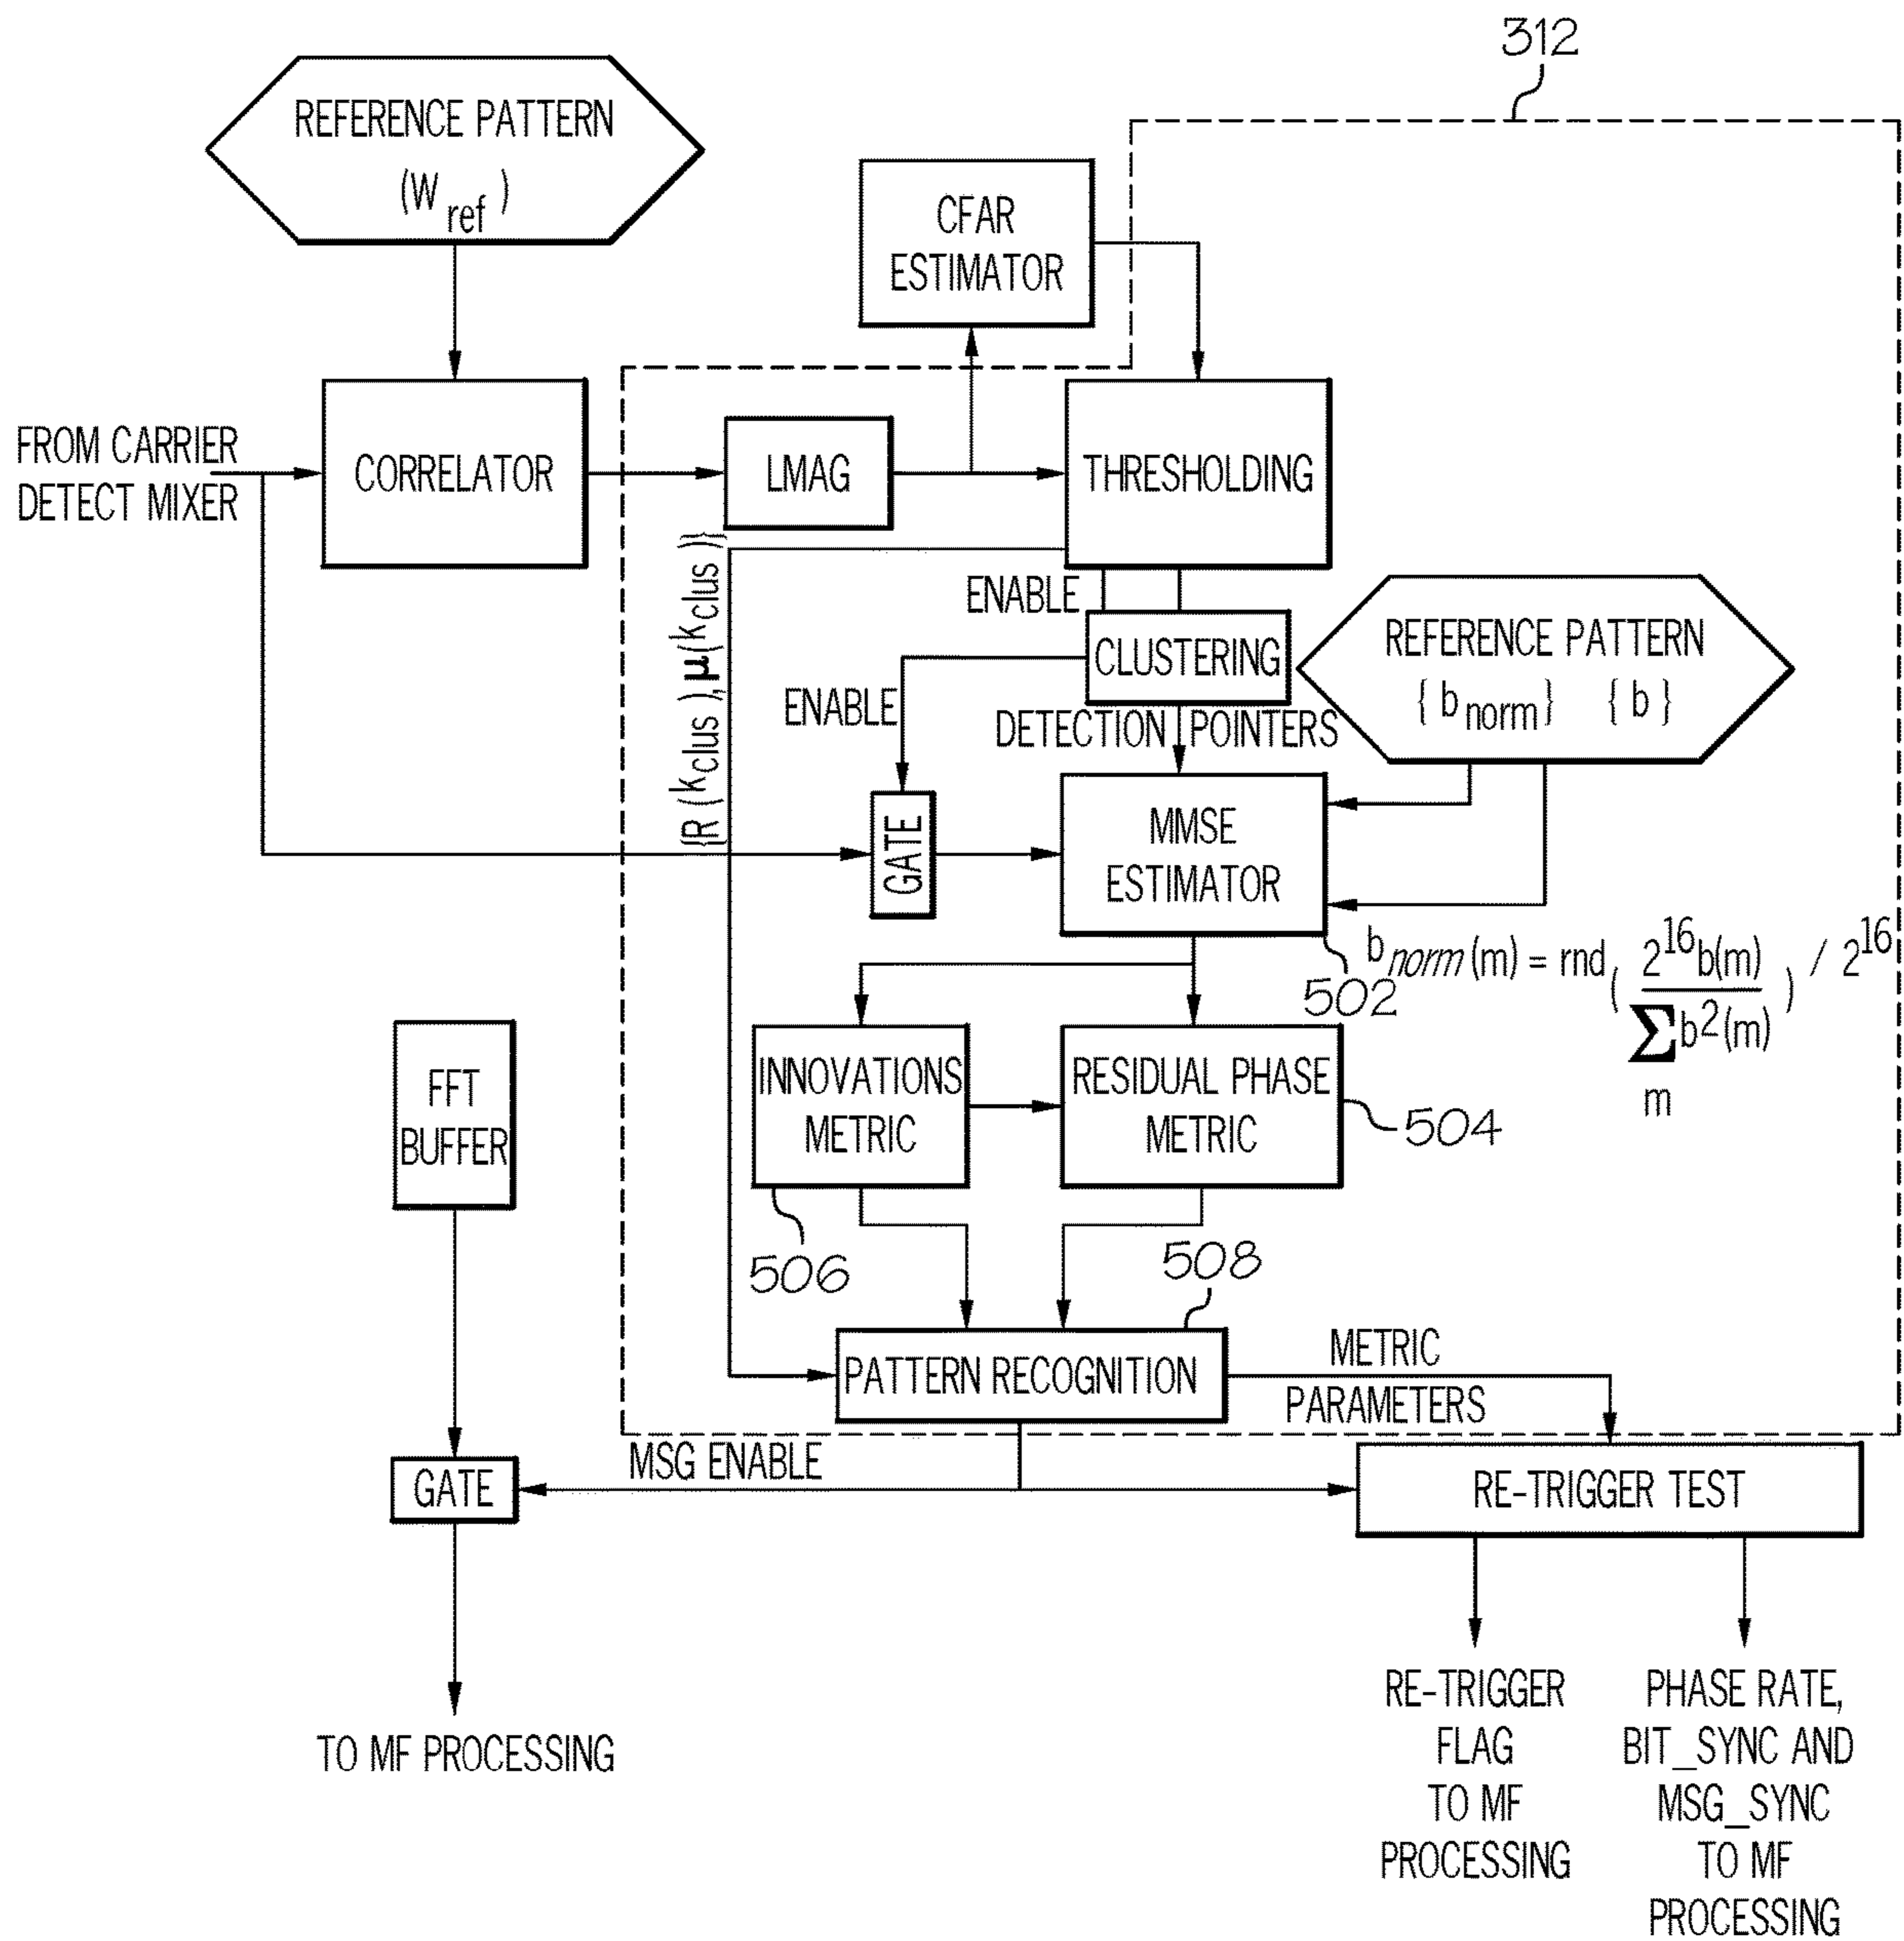 312
REFERENCE PATTERN
(W ref )
CFAR
ESTIMATOR
FROM CARRIER
DETECT MIXER
CORRELATOR
LMAG
THRESHOLDING
{R (kclus ), μ(kclus )}
ENABLE
CLUSTERING
REFERENCE PATTERN
{ bnorm} { b }
ENABLE
DETECTION POINTERS
GATE
MMSE
ESTIMATOR
502
bnorm(m) = rnd( 2^16 b(m) / Σ b^2(m) ) / 2^16
m
FFT
BUFFER
INNOVATIONS
METRIC
RESIDUAL PHASE
METRIC
504
506
508
PATTERN RECOGNITION
METRIC
PARAMETERS
MSG ENABLE
GATE
RE-TRIGGER TEST
TO MF PROCESSING
RE-TRIGGER
FLAG
TO MF
PROCESSING
PHASE RATE,
BIT_SYNC AND
MSG_SYNC
TO MF
PROCESSING